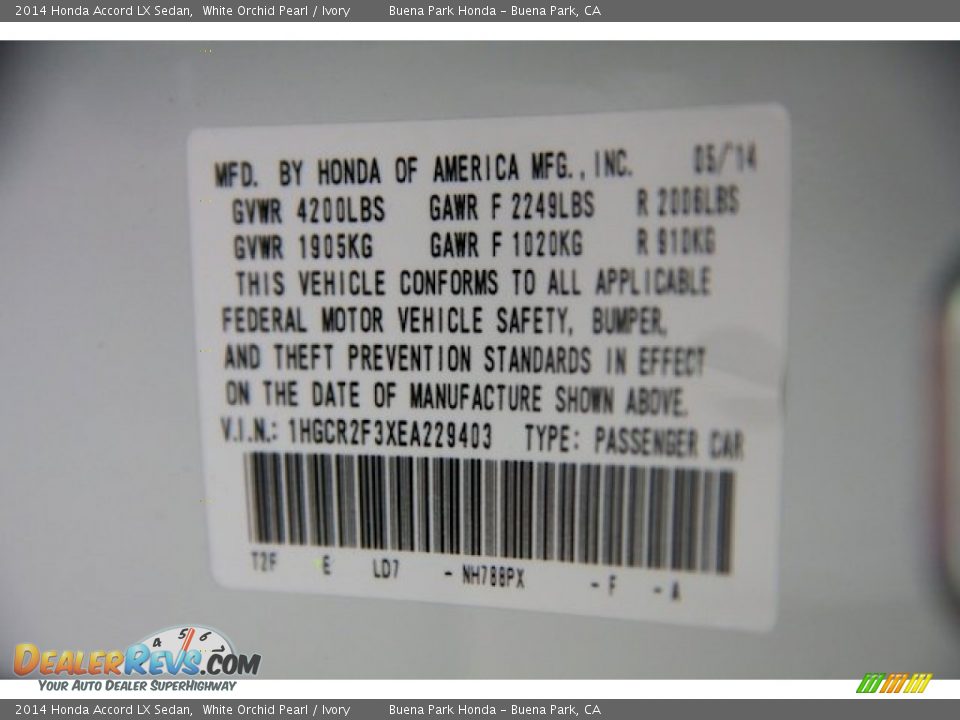 2014 Honda Accord LX Sedan, White Orchid Pearl / Ivory Buena Park Honda - Buena Park, CA
MFD. BY HONDA OF AMERICA MFG., INC. 05/'14
GVWR 4200LBS GAWR F 2249LBS R 2006LBS
GVWR 1905KG GAWR F 1020KG R 910KG
THIS VEHICLE CONFORMS TO ALL APPLICABLE
FEDERAL MOTOR VEHICLE SAFETY, BUMPER,
AND THEFT PREVENTION STANDARDS IN EFFECT
ON THE DATE OF MANUFACTURE SHOWN ABOVE.
V.I.N.: 1HGCR2F3XEA229403 TYPE: PASSENGER CAR
T2F E LD7 - NH788PX - F - A
4 5 6 7
DealerRevs.com
Your Auto Dealer SuperHighway
2014 Honda Accord LX Sedan, White Orchid Pearl / Ivory Buena Park Honda - Buena Park, CA